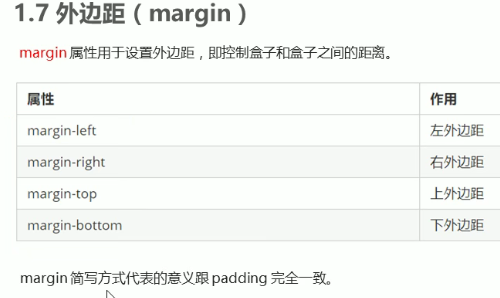 1.7 外边距（margin）
margin 属性用于设置外边距，即控制盒子和盒子之间的距离。
属性 作用
margin-left 左外边距
margin-right 右外边距
margin-top 上外边距
margin-bottom 下外边距
margin 简写方式代表的意义跟 padding 完全一致。